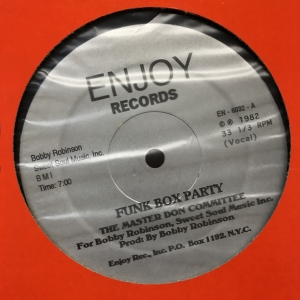 ENJOY
RECORDS
EN - 6032 - A
℗ © 1982
33 1/3 RPM
(Vocal)
Bobby Robinson
Sweet Soul Music, Inc.
B M I
Time: 7:00
FUNK BOX PARTY
THE MASTER DON COMMITTEE
For Bobby Robinson, Sweet Soul Music Inc.
Prod: By Bobby Robinson
Enjoy Rec., Inc. P.O. Box 1192, N.Y.C.